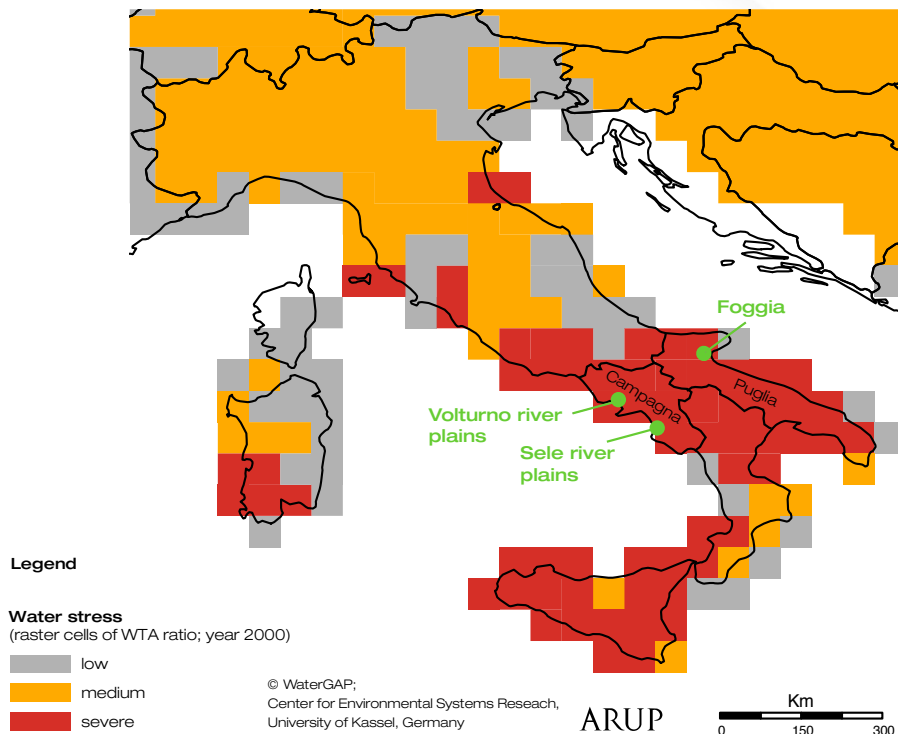 Foggia
Campagna
Puglia
Volturno river
plains
Sele river
plains
Legend
Water stress
(raster cells of WTA ratio; year 2000)
low
medium
severe
© WaterGAP;
Center for Environmental Systems Reseach,
University of Kassel, Germany
ARUP
Km
0 150 300